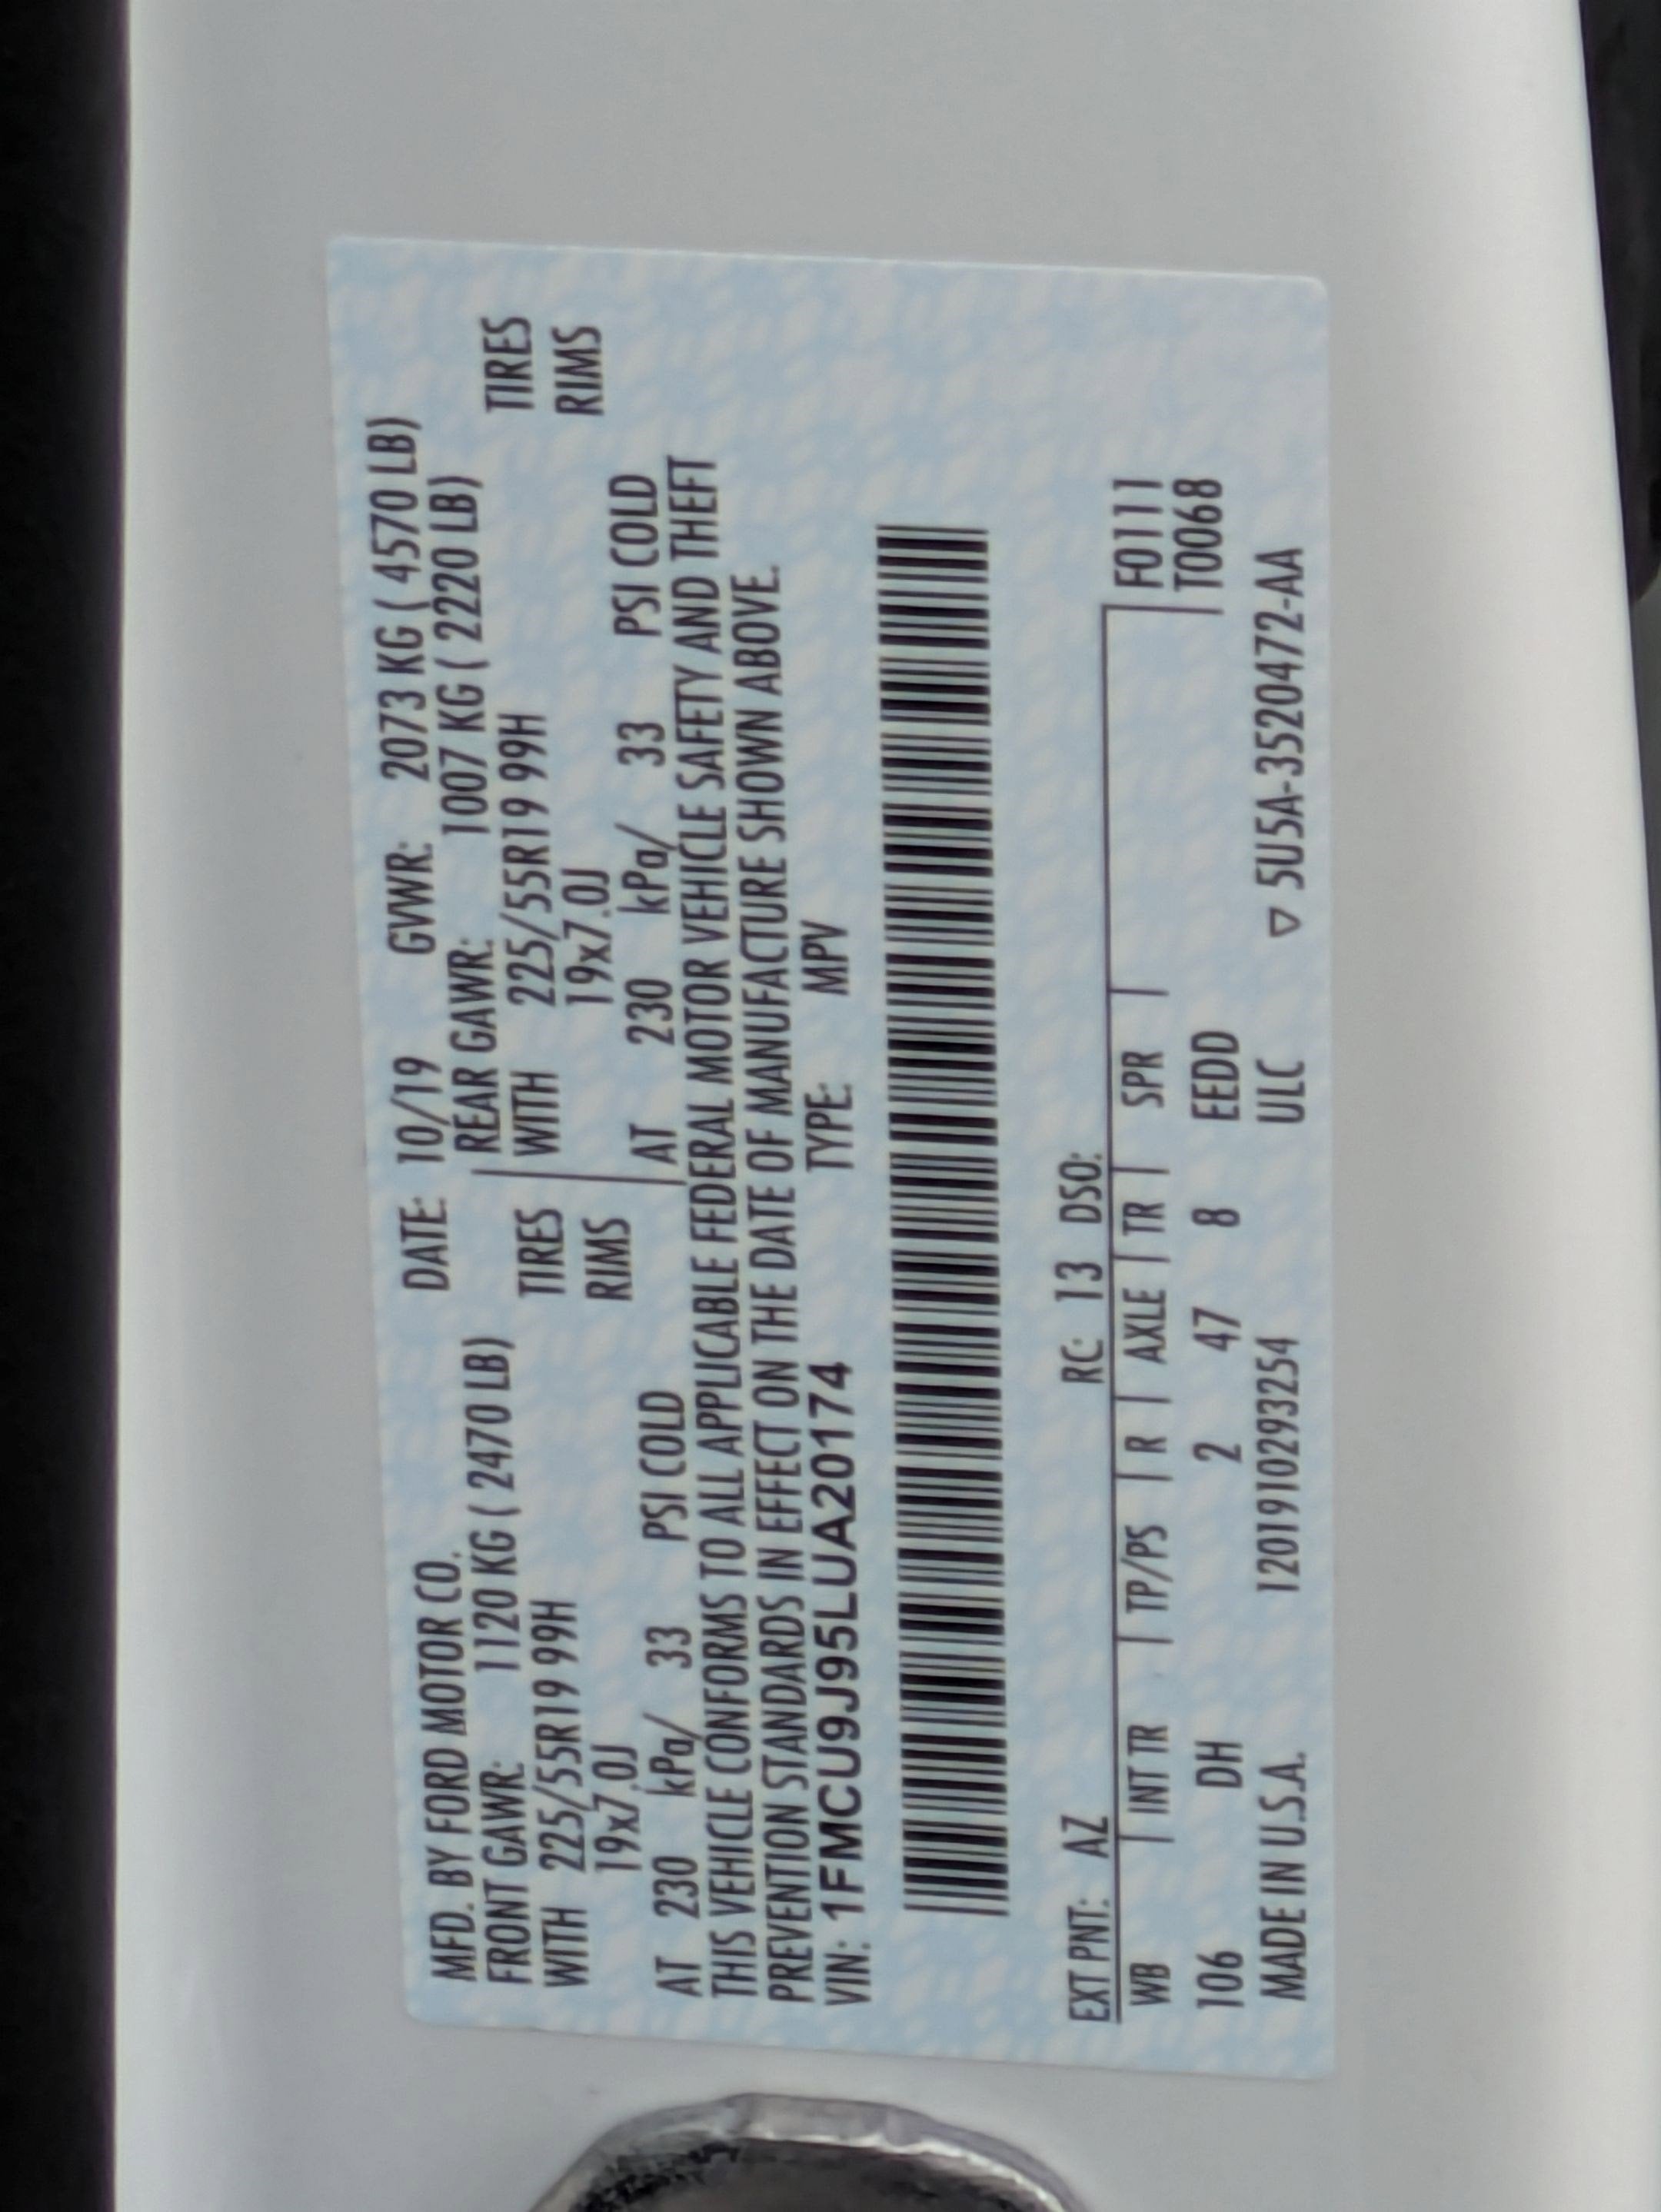 MFD. BY FORD MOTOR CO. DATE: 10/19 GVWR: 2073 KG ( 4570 LB)
FRONT GAWR: 1120 KG ( 2470 LB) REAR GAWR: 1007 KG ( 2220 LB)
WITH 225/55R19 99H TIRES WITH 225/55R19 99H TIRES
19x7.0J RIMS 19x7.0J RIMS
AT 230 kPa/ 33 PSI COLD AT 230 kPa/ 33 PSI COLD
THIS VEHICLE CONFORMS TO ALL APPLICABLE FEDERAL MOTOR VEHICLE SAFETY AND THEFT
PREVENTION STANDARDS IN EFFECT ON THE DATE OF MANUFACTURE SHOWN ABOVE.
VIN: 1FMCU9J95LUA20174 TYPE: MPV
EXT PNT: AZ RC: 13 DSO:
WB | INT TR | TP/PS | R | AXLE | TR | SPR | F0111
106 DH 2 47 8 EEDD T0068
MADE IN U.S.A. 1201910293254 ULC ▽ 5U5A-3520472-AA